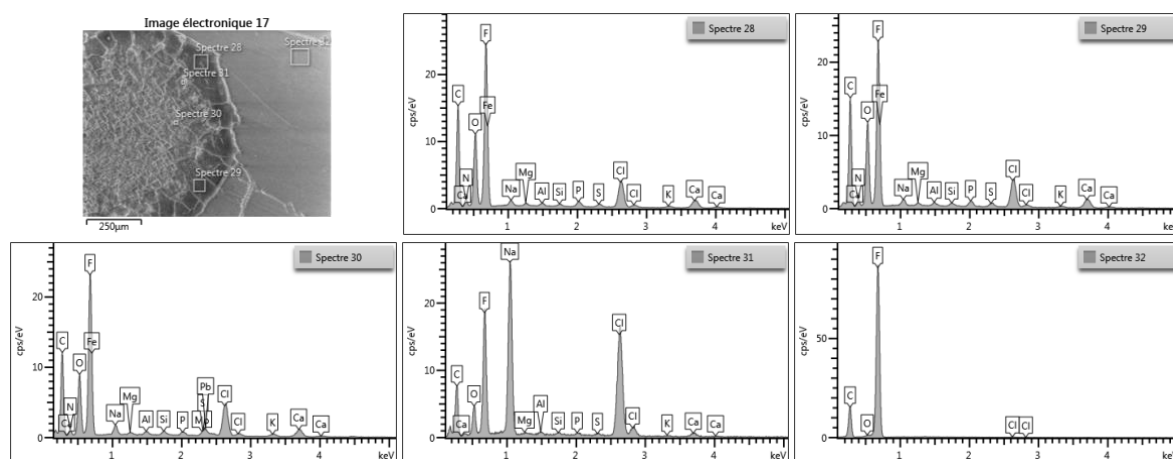 Image électronique 17
Spectre 28
Spectre 31
Spectre 30
Spectre 29
Spectre 32
250µm
Spectre 28
cps/eV
20
10
0
C
Ca
N
O
F
Fe
Na
Mg
Al
Si
P
S
Cl
Cl
K
Ca
Ca
1
2
3
4
keV
Spectre 29
cps/eV
20
10
0
C
Ca
N
O
F
Fe
Na
Mg
Al
Si
P
S
Cl
Cl
K
Ca
Ca
1
2
3
4
keV
Spectre 30
cps/eV
20
10
0
C
Ca
N
O
F
Fe
Na
Mg
Al
Si
P
Pb
S
Cl
Cl
K
Ca
Ca
1
2
3
4
Spectre 31
cps/eV
20
10
0
C
Ca
O
F
Na
Mg
Al
Si
P
S
Cl
Cl
K
Ca
Ca
1
2
3
4
keV
Spectre 32
cps/eV
50
0
C
O
F
Cl
Cl
1
2
3
4
keV